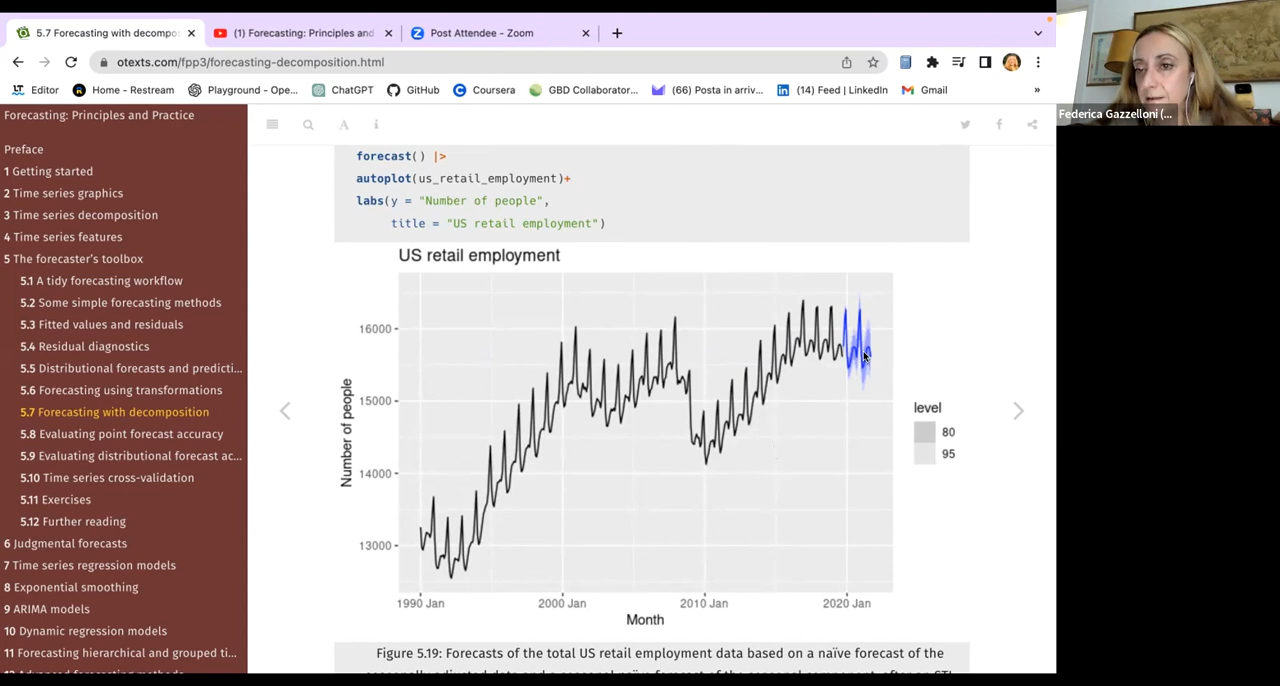 5.7 Forecasting with decompo
(1) Forecasting: Principles and
Post Attendee - Zoom
otexts.com/fpp3/forecasting-decomposition.html
Editor
Home - Restream
Playground - Ope...
ChatGPT
GitHub
Coursera
GBD Collaborator...
(66) Posta in arriv...
(14) Feed | LinkedIn
Gmail
»
Federica Gazzelloni (...
Forecasting: Principles and Practice
Preface
1 Getting started
2 Time series graphics
3 Time series decomposition
4 Time series features
5 The forecaster's toolbox
5.1 A tidy forecasting workflow
5.2 Some simple forecasting methods
5.3 Fitted values and residuals
5.4 Residual diagnostics
5.5 Distributional forecasts and predicti...
5.6 Forecasting using transformations
5.7 Forecasting with decomposition
5.8 Evaluating point forecast accuracy
5.9 Evaluating distributional forecast ac...
5.10 Time series cross-validation
5.11 Exercises
5.12 Further reading
6 Judgmental forecasts
7 Time series regression models
8 Exponential smoothing
9 ARIMA models
10 Dynamic regression models
11 Forecasting hierarchical and grouped ti...
forecast() |>
autoplot(us_retail_employment)+
labs(y = "Number of people",
title = "US retail employment")
US retail employment
Number of people
16000
15000
14000
13000
1990 Jan
2000 Jan
2010 Jan
2020 Jan
Month
level
80
95
Figure 5.19: Forecasts of the total US retail employment data based on a naïve forecast of the